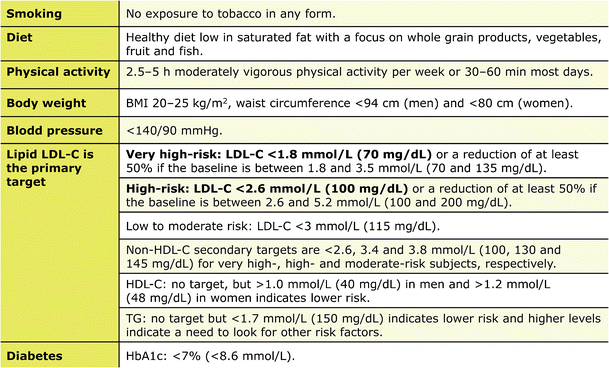 Smoking
No exposure to tobacco in any form.
Diet
Healthy diet low in saturated fat with a focus on whole grain products, vegetables,
fruit and fish.
Physical activity
2.5–5 h moderately vigorous physical activity per week or 30–60 min most days.
Body weight
BMI 20–25 kg/m², waist circumference <94 cm (men) and <80 cm (women).
Blodd pressure
<140/90 mmHg.
Lipid LDL-C is
the primary
target
Very high-risk: LDL-C <1.8 mmol/L (70 mg/dL) or a reduction of at least
50% if the baseline is between 1.8 and 3.5 mmol/L (70 and 135 mg/dL).
High-risk: LDL-C <2.6 mmol/L (100 mg/dL) or a reduction of at least 50% if
the baseline is between 2.6 and 5.2 mmol/L (100 and 200 mg/dL).
Low to moderate risk: LDL-C <3 mmol/L (115 mg/dL).
Non-HDL-C secondary targets are <2.6, 3.4 and 3.8 mmol/L (100, 130 and
145 mg/dL) for very high-, high- and moderate-risk subjects, respectively.
HDL-C: no target, but >1.0 mmol/L (40 mg/dL) in men and >1.2 mmol/L
(48 mg/dL) in women indicates lower risk.
TG: no target but <1.7 mmol/L (150 mg/dL) indicates lower risk and higher levels
indicate a need to look for other risk factors.
Diabetes
HbA1c: <7% (<8.6 mmol/L).